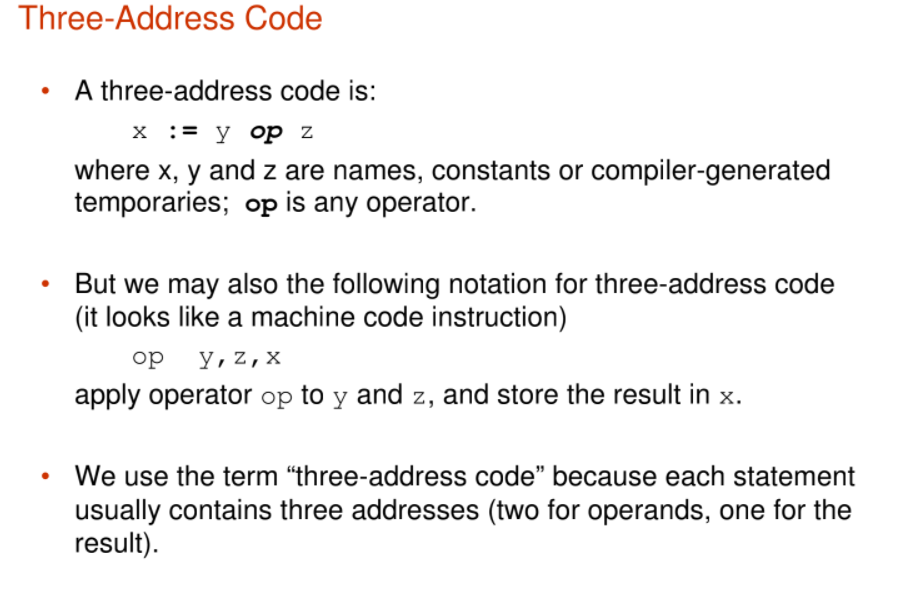 Three-Address Code
• A three-address code is:
x := y op z
where x, y and z are names, constants or compiler-generated
temporaries; op is any operator.
• But we may also the following notation for three-address code
(it looks like a machine code instruction)
op y,z,x
apply operator op to y and z, and store the result in x.
• We use the term “three-address code” because each statement
usually contains three addresses (two for operands, one for the
result).